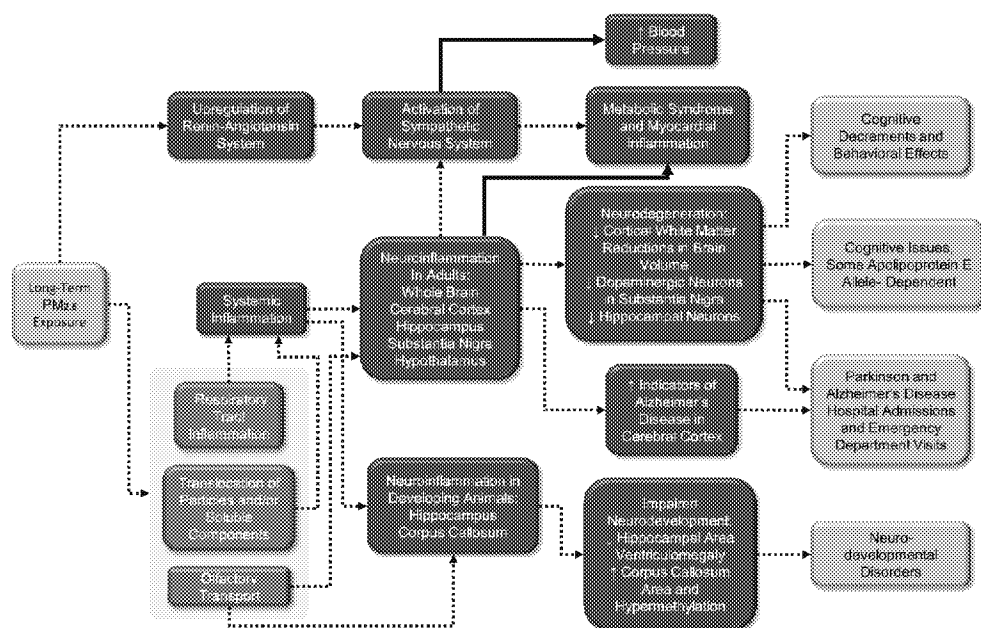 ↑ Blood
Pressure
Upregulation of
Renin-Angiotensin
System
Activation of
Sympathetic
Nervous System
Metabolic Syndrome
and Myocardial
Inflammation
Cognitive
Decraments and
Behavioral Effects
Long-Term
PM2.5
Exposure
Systemic
Inflammation
Neuroinflammation
In Adults:
Whole Brain
Cerebral Cortex
Hippocampus
Substantia Nigra
Hypothalamus
Neurodegeneration:
↓ Cortical White Matter
Reductions in Brain
Volume
↓ Dopaminergic Neurons
in Substantia Nigra
↓ Hippocampal Neurons
Cognitive Issues
Some Apolipoprotein E
Allele- Dependent
Respiratory
Tract
Inflammation
Translocation of
Particles and/or
Soluble
Components
Olfactory
Transport
↑ Indicators of
Alzheimer's
Disease in
Cerebral Cortex
Parkinson and
Alzheimer's Disease
Hospital Admissions
and Emergency
Department Visits
Neuroinflammation in
Developing Animals:
Hippocampus
Corpus Callosum
Impaired
Neurodevelopment:
↓ Hippocampal Area
Ventriculomegaly
↑ Corpus Callosum
Area and
Hypermethylation
Neuro-
developmental
Disorders